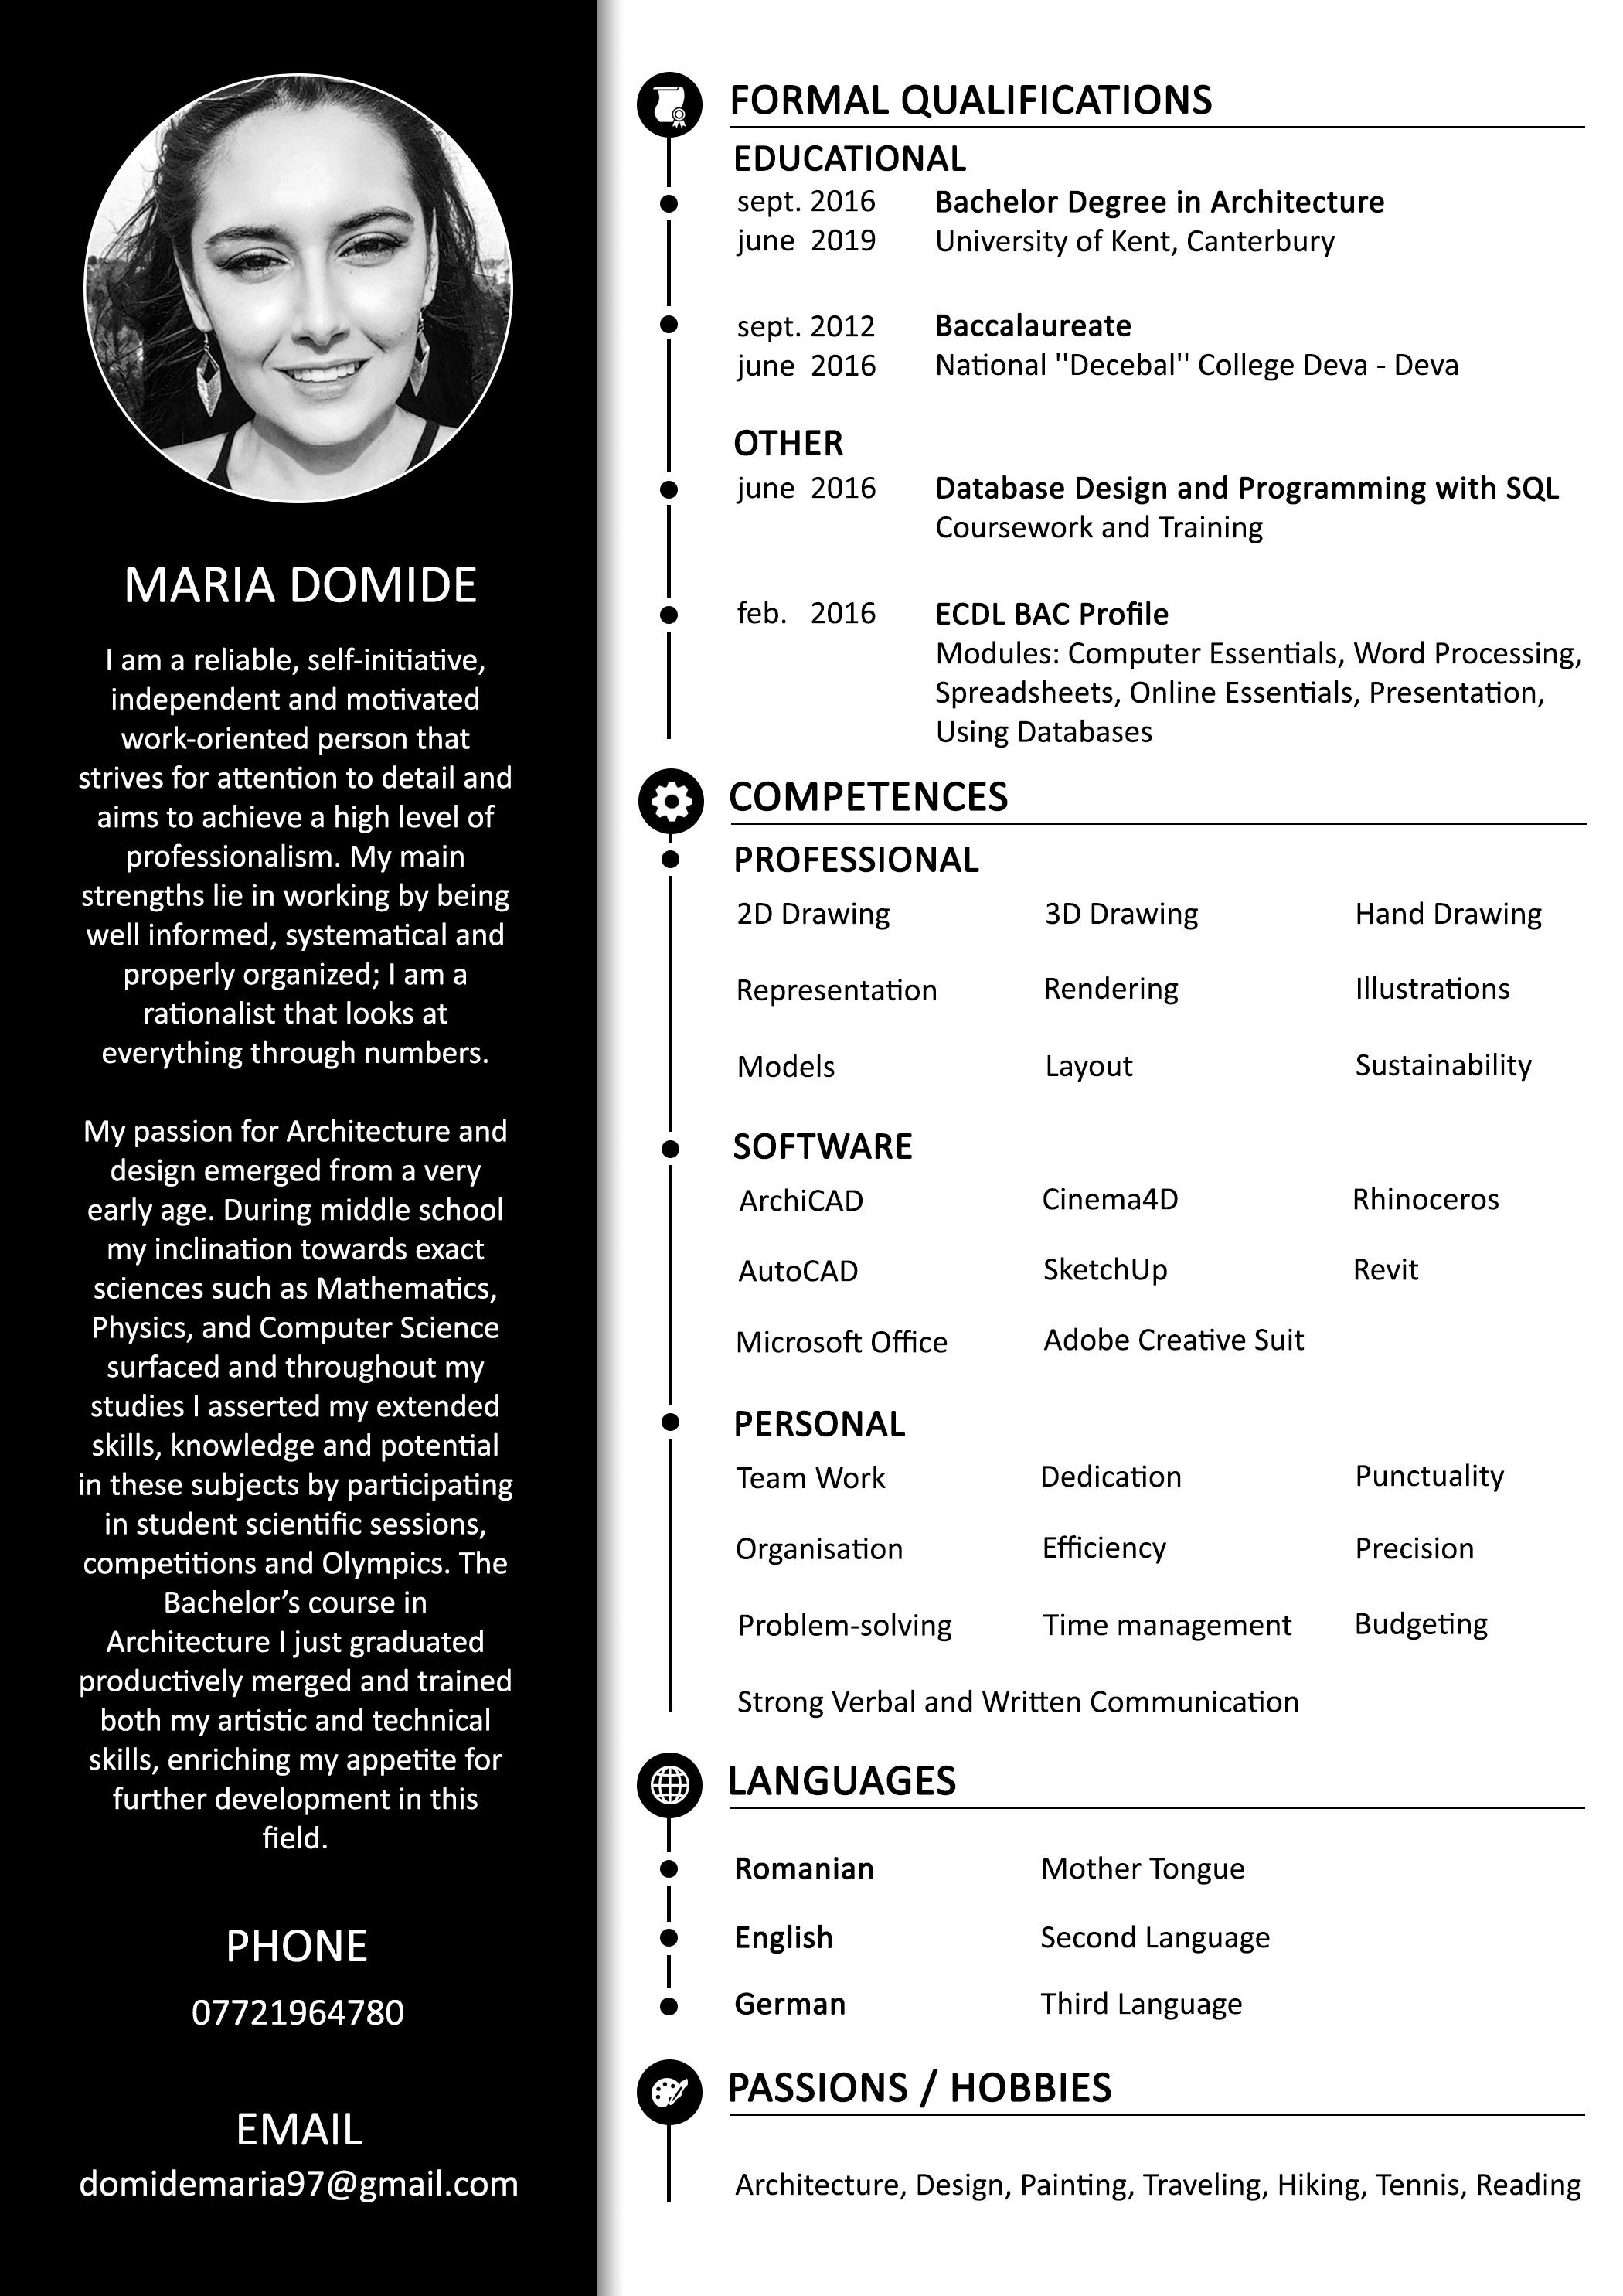 MARIA DOMIDE
I am a reliable, self-initiative,
independent and motivated
work-oriented person that
strives for attention to detail and
aims to achieve a high level of
professionalism. My main
strengths lie in working by being
well informed, systematical and
properly organized; I am a
rationalist that looks at
everything through numbers.
My passion for Architecture and
design emerged from a very
early age. During middle school
my inclination towards exact
sciences such as Mathematics,
Physics, and Computer Science
surfaced and throughout my
studies I asserted my extended
skills, knowledge and potential
in these subjects by participating
in student scientific sessions,
competitions and Olympics. The
Bachelor’s course in
Architecture I just graduated
productively merged and trained
both my artistic and technical
skills, enriching my appetite for
further development in this
field.
PHONE
07721964780
EMAIL
domidemaria97@gmail.com
FORMAL QUALIFICATIONS
EDUCATIONAL
sept. 2016 Bachelor Degree in Architecture
june 2019 University of Kent, Canterbury
sept. 2012 Baccalaureate
june 2016 National "Decebal" College Deva - Deva
OTHER
june 2016 Database Design and Programming with SQL
Coursework and Training
feb. 2016 ECDL BAC Profile
Modules: Computer Essentials, Word Processing,
Spreadsheets, Online Essentials, Presentation,
Using Databases
COMPETENCES
PROFESSIONAL
2D Drawing 3D Drawing Hand Drawing
Representation Rendering Illustrations
Models Layout Sustainability
SOFTWARE
ArchiCAD Cinema4D Rhinoceros
AutoCAD SketchUp Revit
Microsoft Office Adobe Creative Suit
PERSONAL
Team Work Dedication Punctuality
Organisation Efficiency Precision
Problem-solving Time management Budgeting
Strong Verbal and Written Communication
LANGUAGES
Romanian Mother Tongue
English Second Language
German Third Language
PASSIONS / HOBBIES
Architecture, Design, Painting, Traveling, Hiking, Tennis, Reading